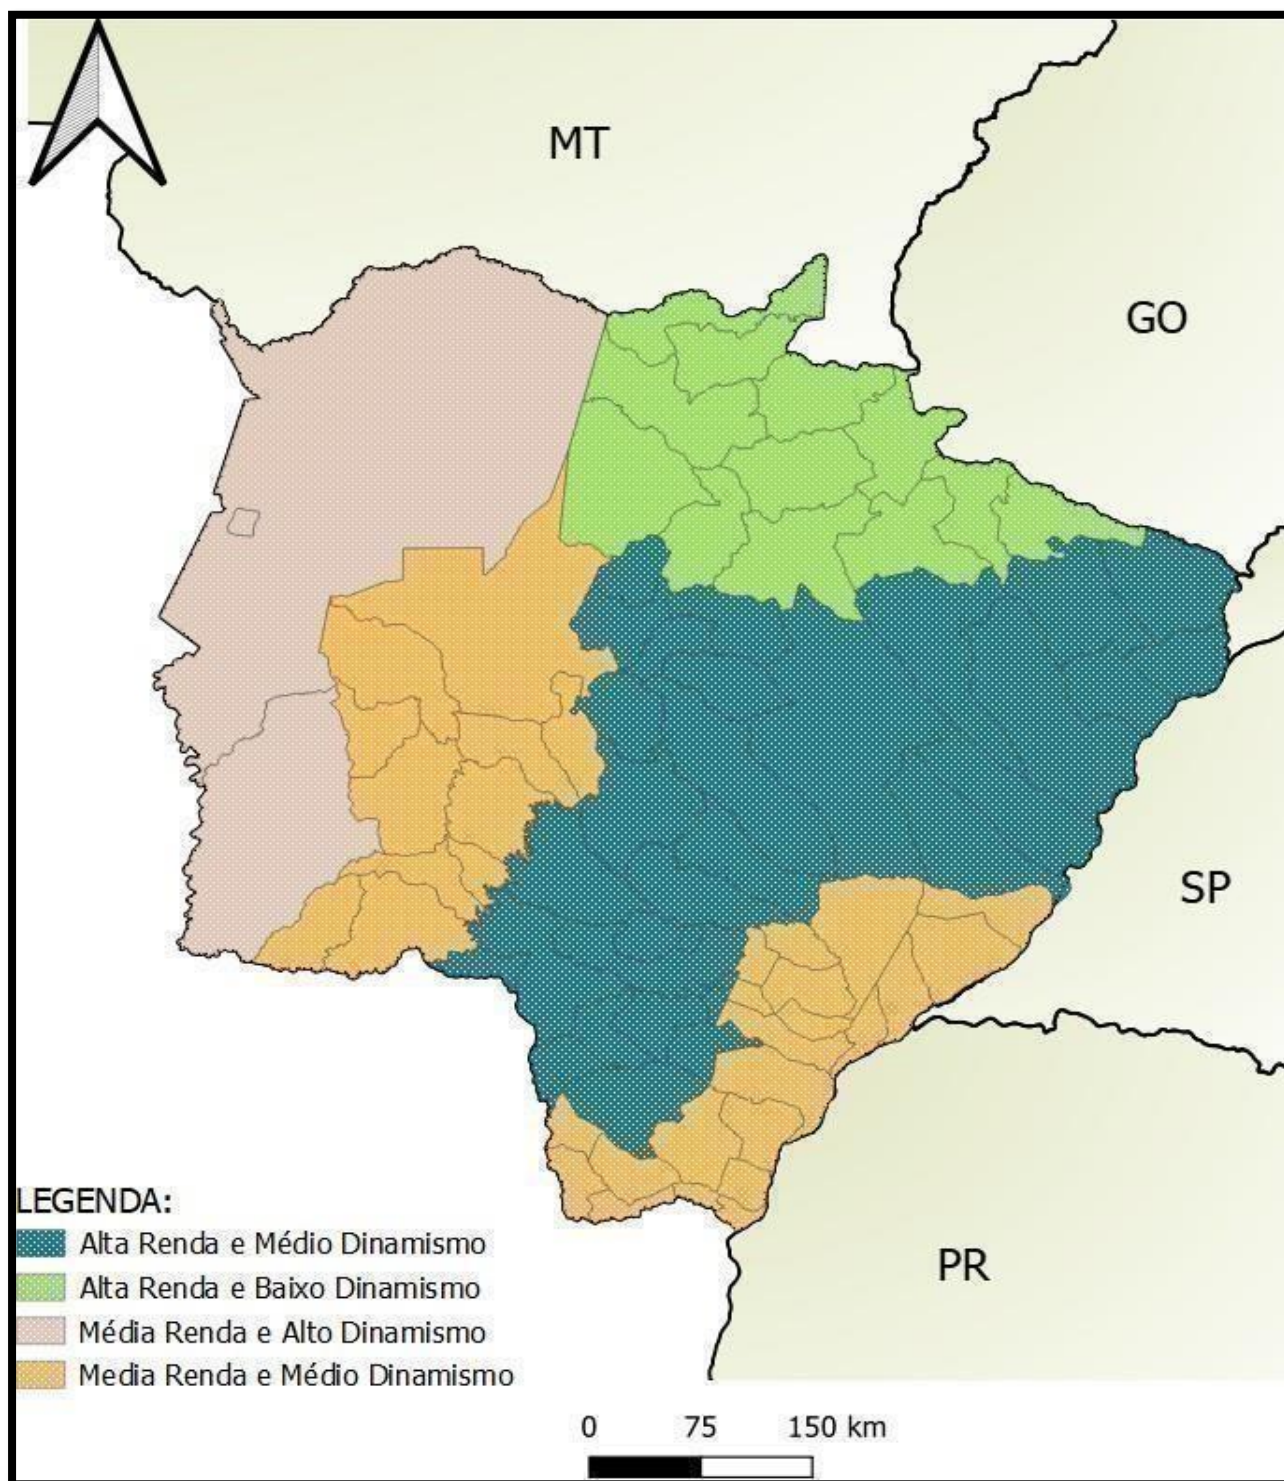 MT
GO
SP
PR
LEGENDA:
Alta Renda e Médio Dinamismo
Alta Renda e Baixo Dinamismo
Média Renda e Alto Dinamismo
Media Renda e Médio Dinamismo
0 75 150 km